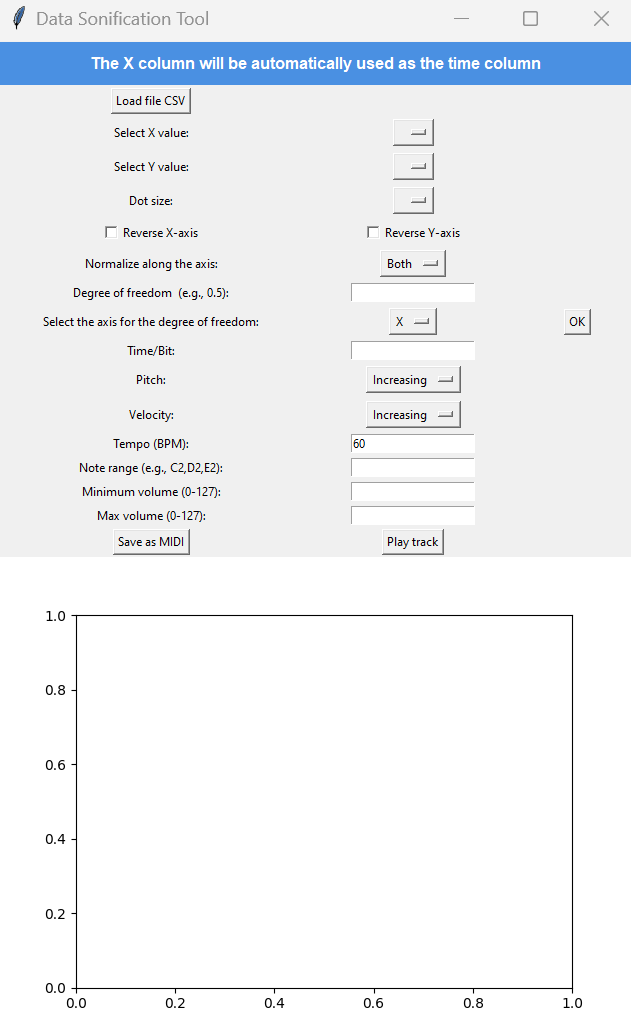 Data Sonification Tool
The X column will be automatically used as the time column
Load file CSV
Select X value:
Select Y value:
Dot size:
Reverse X-axis Reverse Y-axis
Normalize along the axis: Both
Degree of freedom (e.g., 0.5):
Select the axis for the degree of freedom: X OK
Time/Bit:
Pitch: Increasing
Velocity: Increasing
Tempo (BPM): 60
Note range (e.g., C2,D2,E2):
Minimum volume (0-127):
Max volume (0-127):
Save as MIDI Play track
1.0
0.8
0.6
0.4
0.2
0.0
0.0 0.2 0.4 0.6 0.8 1.0